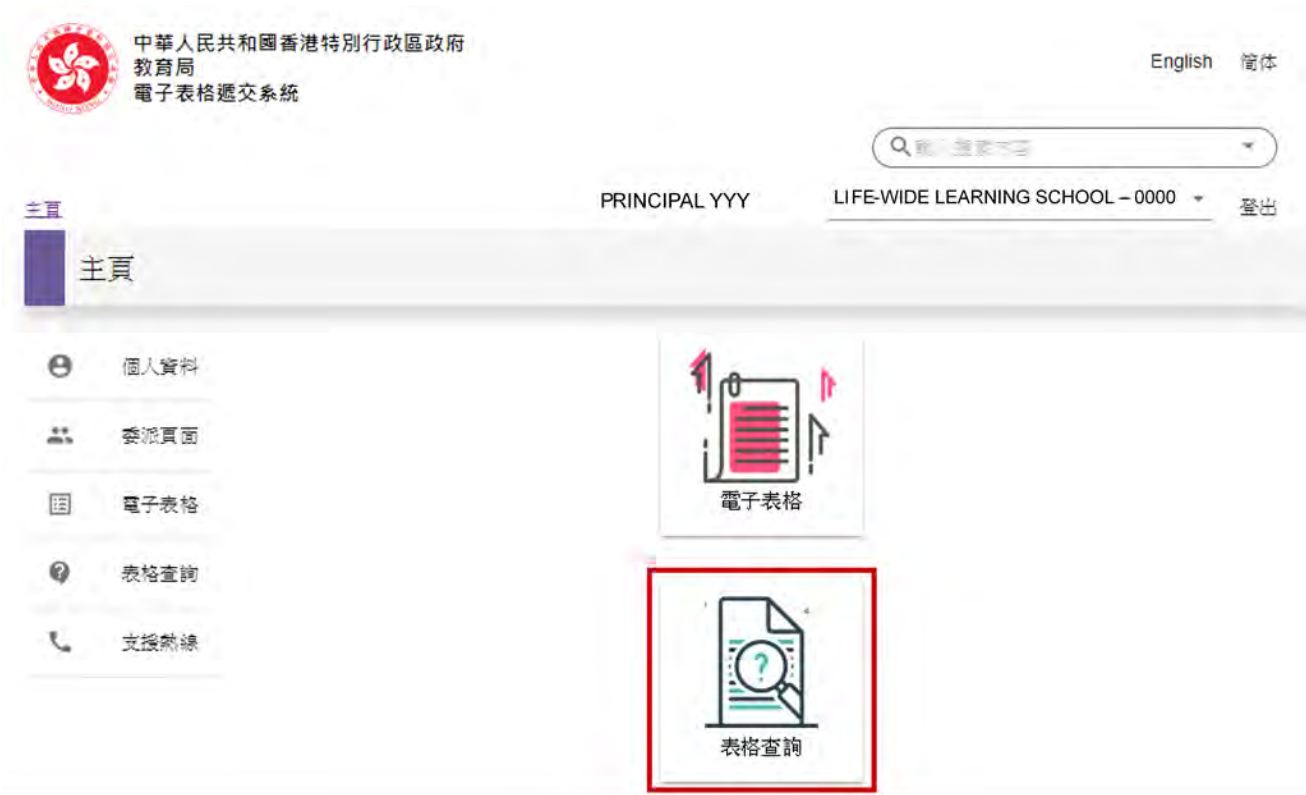 中華人民共和國香港特別行政區政府
教育局
電子表格遞交系統
English 簡体
主頁
PRINCIPAL YYY
LIFE-WIDE LEARNING SCHOOL – 0000
登出
主頁
個人資料
委派頁面
電子表格
表格查詢
支援熱線
電子表格
表格查詢